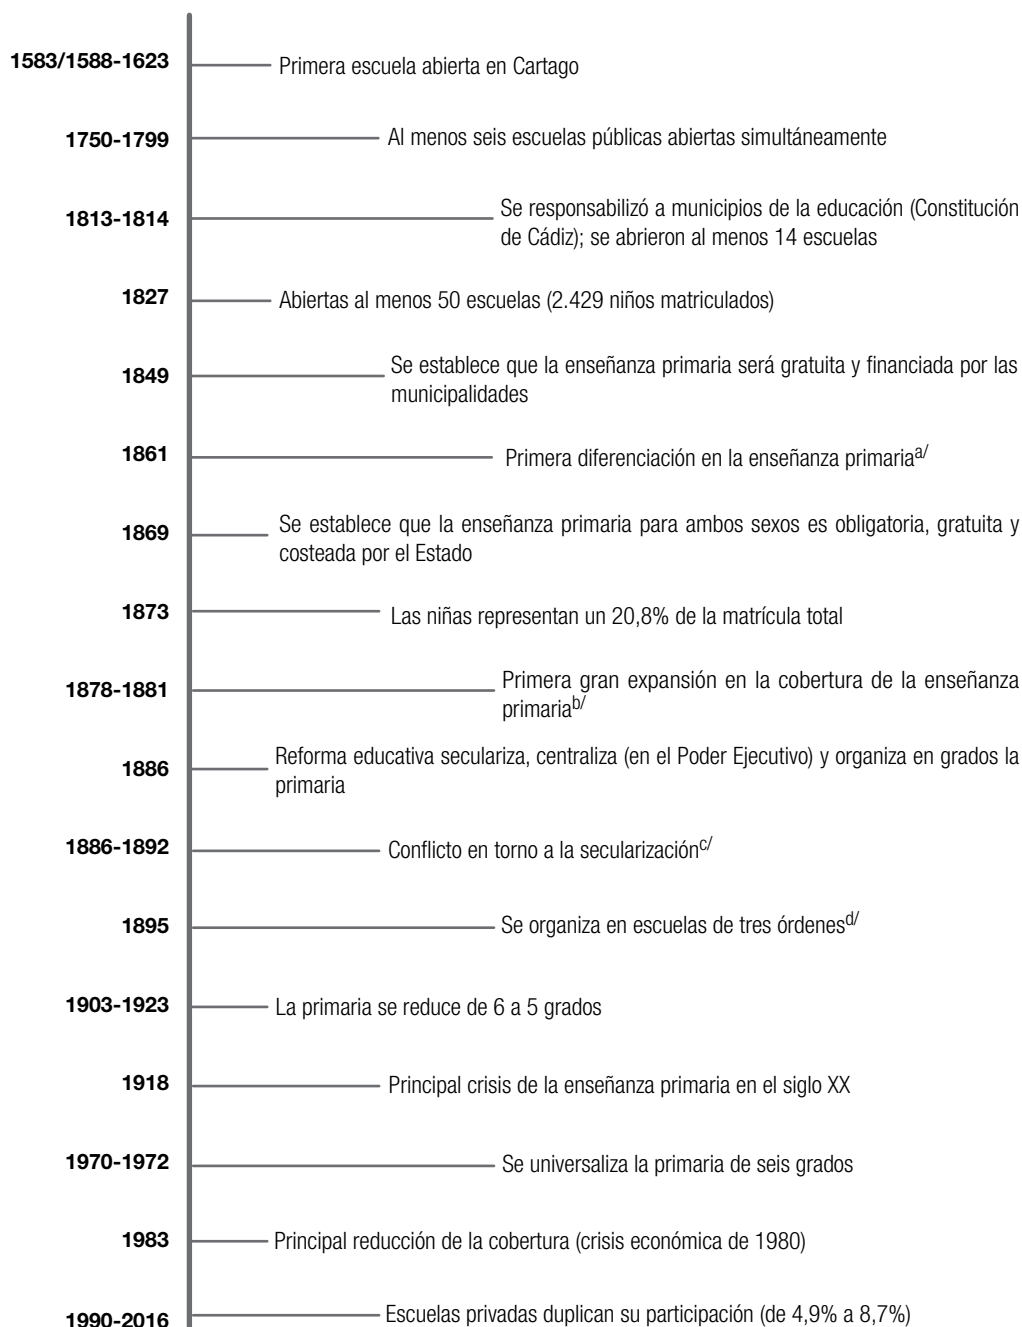 1583/1588-1623
Primera escuela abierta en Cartago
1750-1799
Al menos seis escuelas públicas abiertas simultáneamente
1813-1814
Se responsabilizó a municipios de la educación (Constitución
de Cádiz); se abrieron al menos 14 escuelas
1827
Abiertas al menos 50 escuelas (2.429 niños matriculados)
1849
Se establece que la enseñanza primaria será gratuita y financiada por las
municipalidades
1861
Primera diferenciación en la enseñanza primariaa/
1869
Se establece que la enseñanza primaria para ambos sexos es obligatoria, gratuita y
costeada por el Estado
1873
Las niñas representan un 20,8% de la matrícula total
1878-1881
Primera gran expansión en la cobertura de la enseñanza
primariab/
1886
Reforma educativa seculariza, centraliza (en el Poder Ejecutivo) y organiza en grados la
primaria
1886-1892
Conflicto en torno a la secularizaciónc/
1895
Se organiza en escuelas de tres órdenesd/
1903-1923
La primaria se reduce de 6 a 5 grados
1918
Principal crisis de la enseñanza primaria en el siglo XX
1970-1972
Se universaliza la primaria de seis grados
1983
Principal reducción de la cobertura (crisis económica de 1980)
1990-2016
Escuelas privadas duplican su participación (de 4,9% a 8,7%)